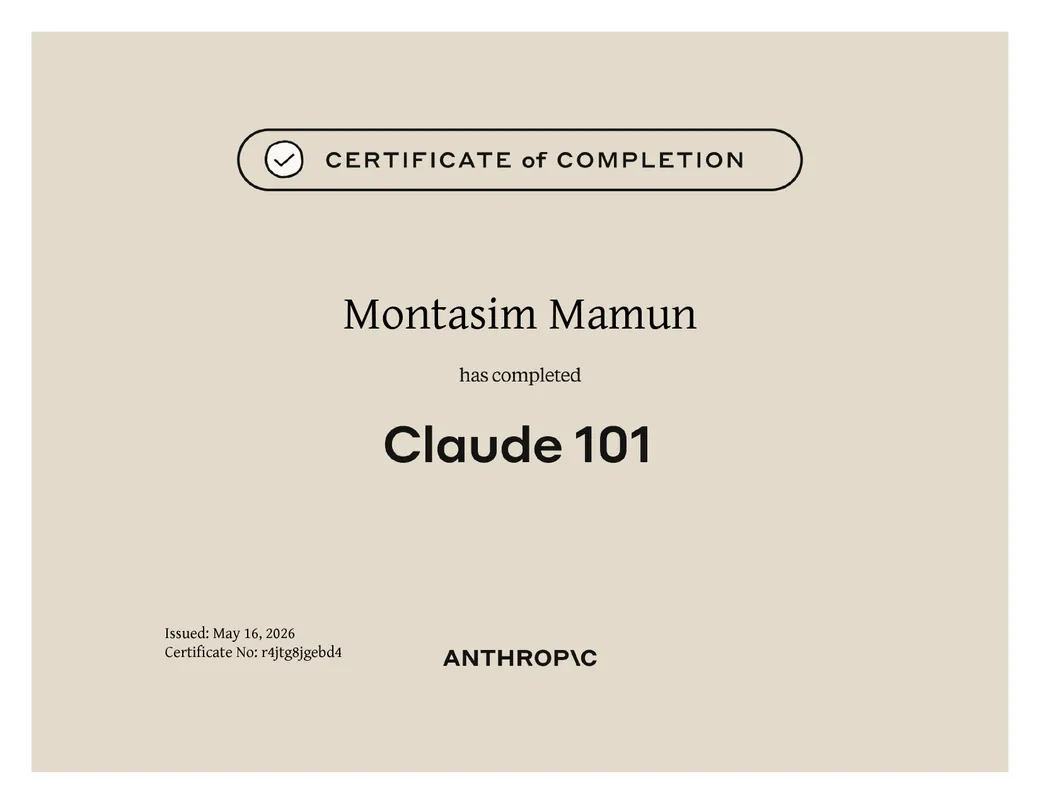 CERTIFICATE of COMPLETION
Montasim Mamun
has completed
Claude 101
Issued: May 16, 2026
Certificate No: r4jtg8jgebd4
ANTHROP\C